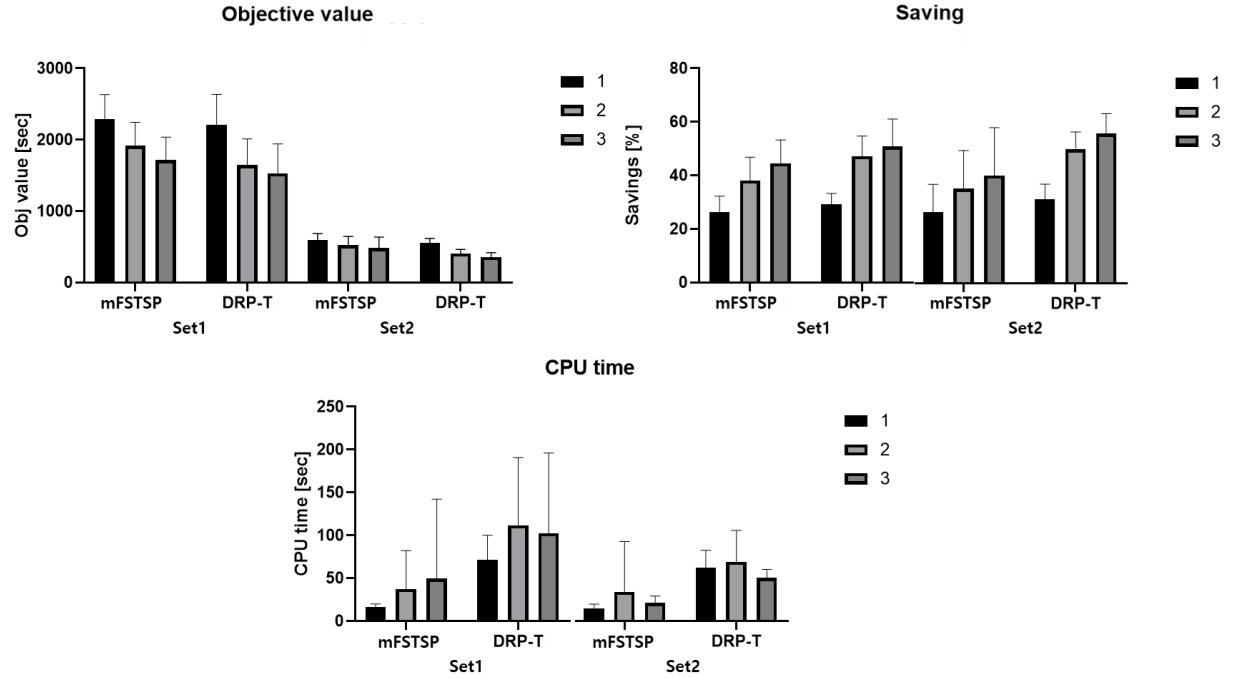 Objective value
Obj value [sec]
3000
2000
1000
0
mFSTSP DRP-T mFSTSP DRP-T
Set1 Set2
1
2
3
Saving
Savings [%]
80
60
40
20
0
mFSTSP DRP-T mFSTSP DRP-T
Set1 Set2
1
2
3
CPU time
CPU time [sec]
250
200
150
100
50
0
mFSTSP DRP-T mFSTSP DRP-T
Set1 Set2
1
2
3